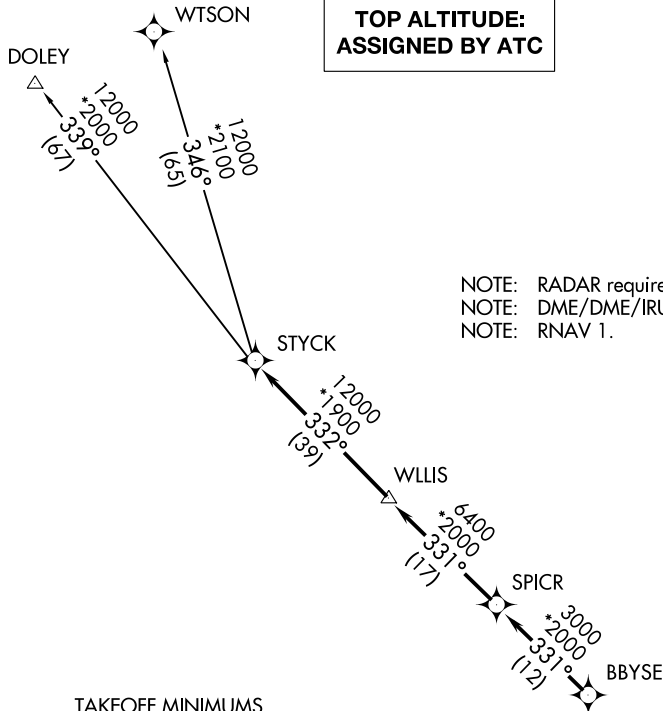 WTSON
TOP ALTITUDE:
ASSIGNED BY ATC
DOLEY
12000
*2000
339°
(67)
12000
*2100
346°
(65)
NOTE: RADAR require
NOTE: DME/DME/IRU
NOTE: RNAV 1.
STYCK
12000
*1900
332°
(39)
WLLIS
6400
*2000
331°
(17)
SPICR
3000
*2000
331°
(12)
BBYSE
TAKEOFF MINIMUMS